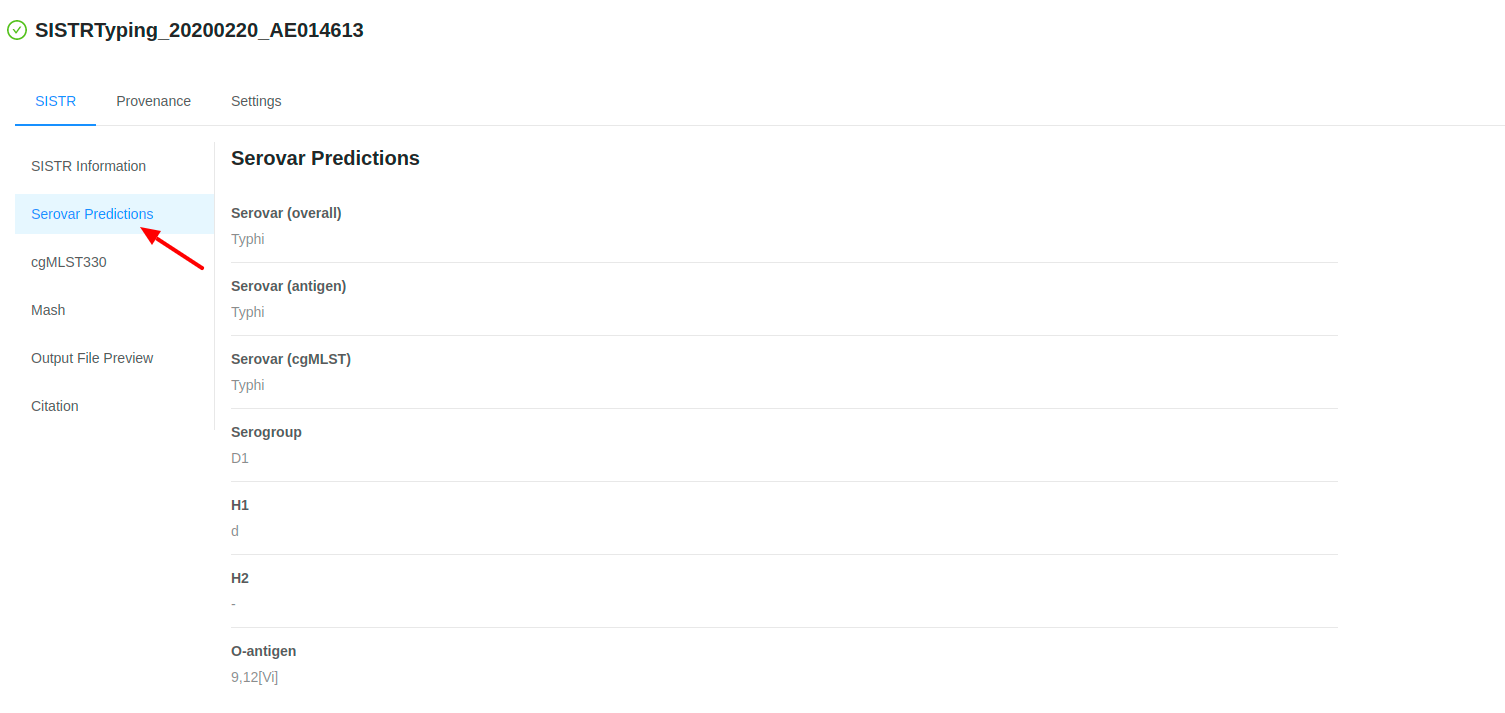 SISTRTyping_20200220_AE014613
SISTR Provenance Settings
SISTR Information
Serovar Predictions
cgMLST330
Mash
Output File Preview
Citation
Serovar Predictions
Serovar (overall)
Typhi
Serovar (antigen)
Typhi
Serovar (cgMLST)
Typhi
Serogroup
D1
H1
d
H2
-
O-antigen
9,12[Vi]